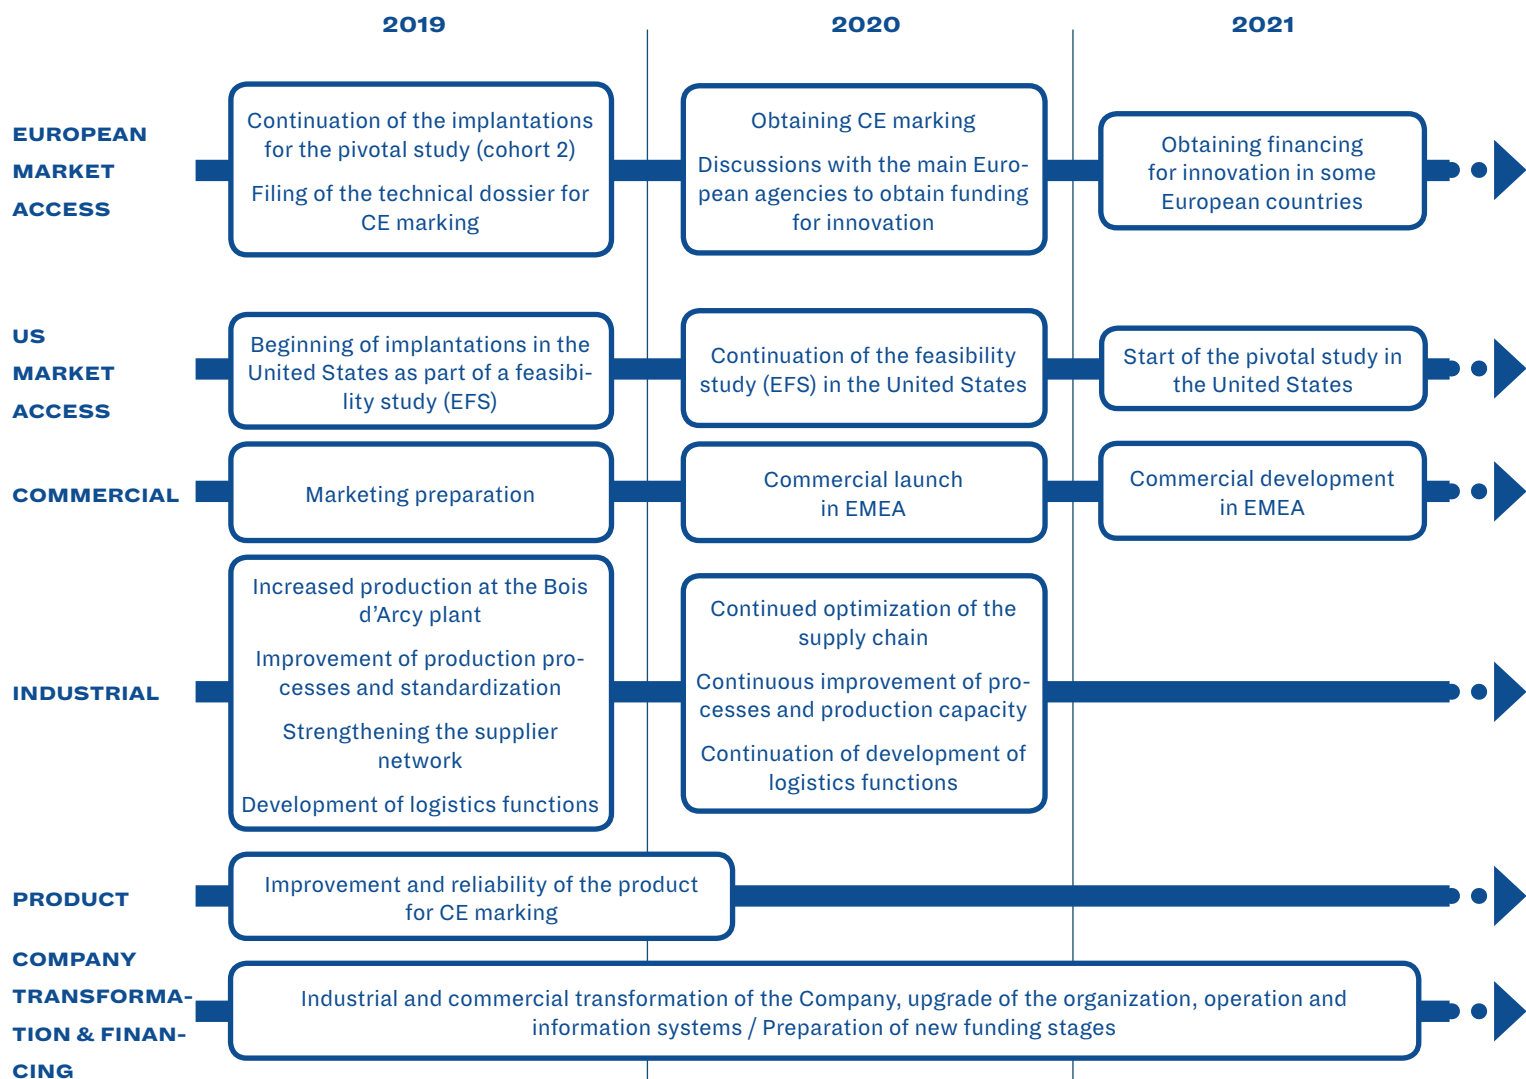 2019
2020
2021
EUROPEAN
MARKET
ACCESS
Continuation of the implantations
for the pivotal study (cohort 2)
Filing of the technical dossier for
CE marking
Obtaining CE marking
Discussions with the main Euro-
pean agencies to obtain funding
for innovation
Obtaining financing
for innovation in some
European countries
US
MARKET
ACCESS
Beginning of implantations in the
United States as part of a feasibi-
lity study (EFS)
Continuation of the feasibility
study (EFS) in the United States
Start of the pivotal study in
the United States
COMMERCIAL
Marketing preparation
Commercial launch
in EMEA
Commercial development
in EMEA
INDUSTRIAL
Increased production at the Bois
d’Arcy plant
Improvement of production pro-
cesses and standardization
Strengthening the supplier
network
Development of logistics functions
Continued optimization of the
supply chain
Continuous improvement of pro-
cesses and production capacity
Continuation of development of
logistics functions
PRODUCT
Improvement and reliability of the product
for CE marking
COMPANY
TRANSFORMA-
TION & FINAN-
CING
Industrial and commercial transformation of the Company, upgrade of the organization, operation and
information systems / Preparation of new funding stages